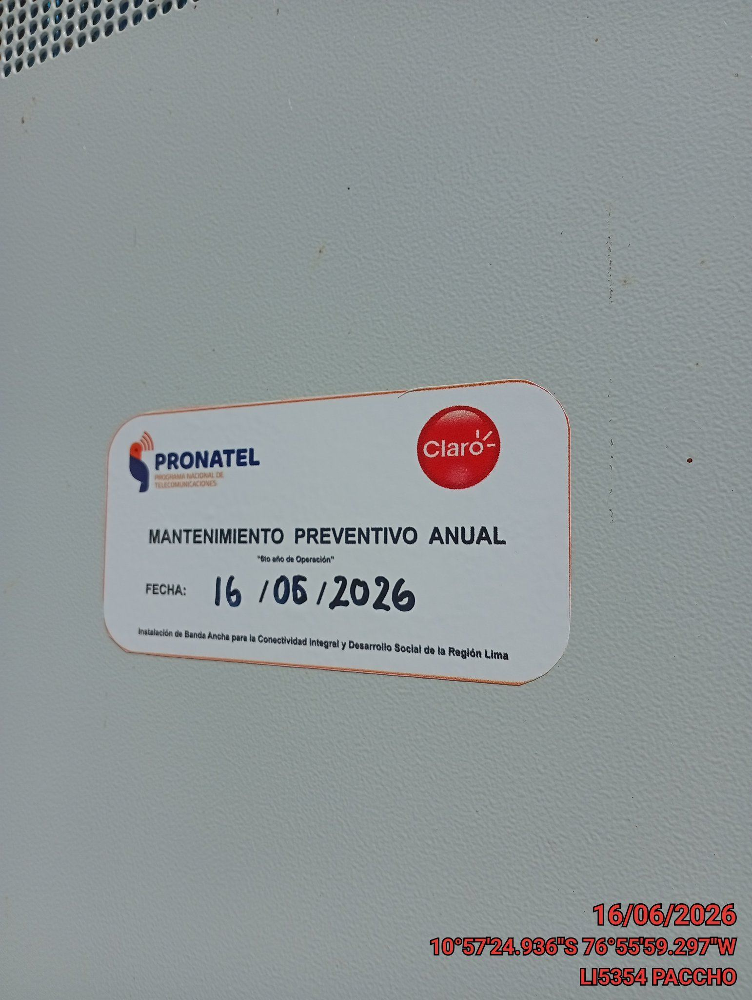 PRONATEL
PROGRAMA NACIONAL DE
TELECOMUNICACIONES
Claro
MANTENIMIENTO PREVENTIVO ANUAL
"6to año de Operación"
FECHA: 16 / 06 / 2026
Instalación de Banda Ancha para la Conectividad Integral y Desarrollo Social de la Región Lima
16/06/2026
10°57'24.936"S 76°55'59.297"W
LI5354 PACCHO